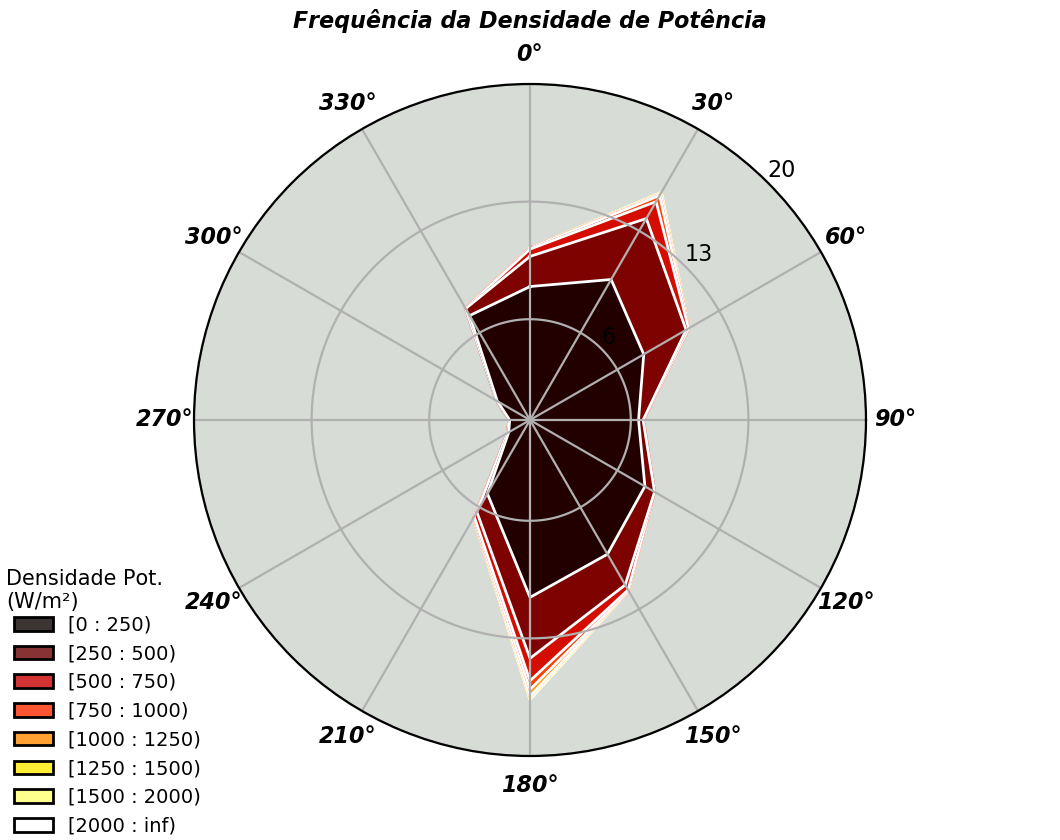 Frequência da Densidade de Potência
0°
330°
30°
20
300°
60°
13
6
270°
90°
240°
120°
210°
150°
180°
Densidade Pot.
(W/m²)
[0 : 250)
[250 : 500)
[500 : 750)
[750 : 1000)
[1000 : 1250)
[1250 : 1500)
[1500 : 2000)
[2000 : inf)